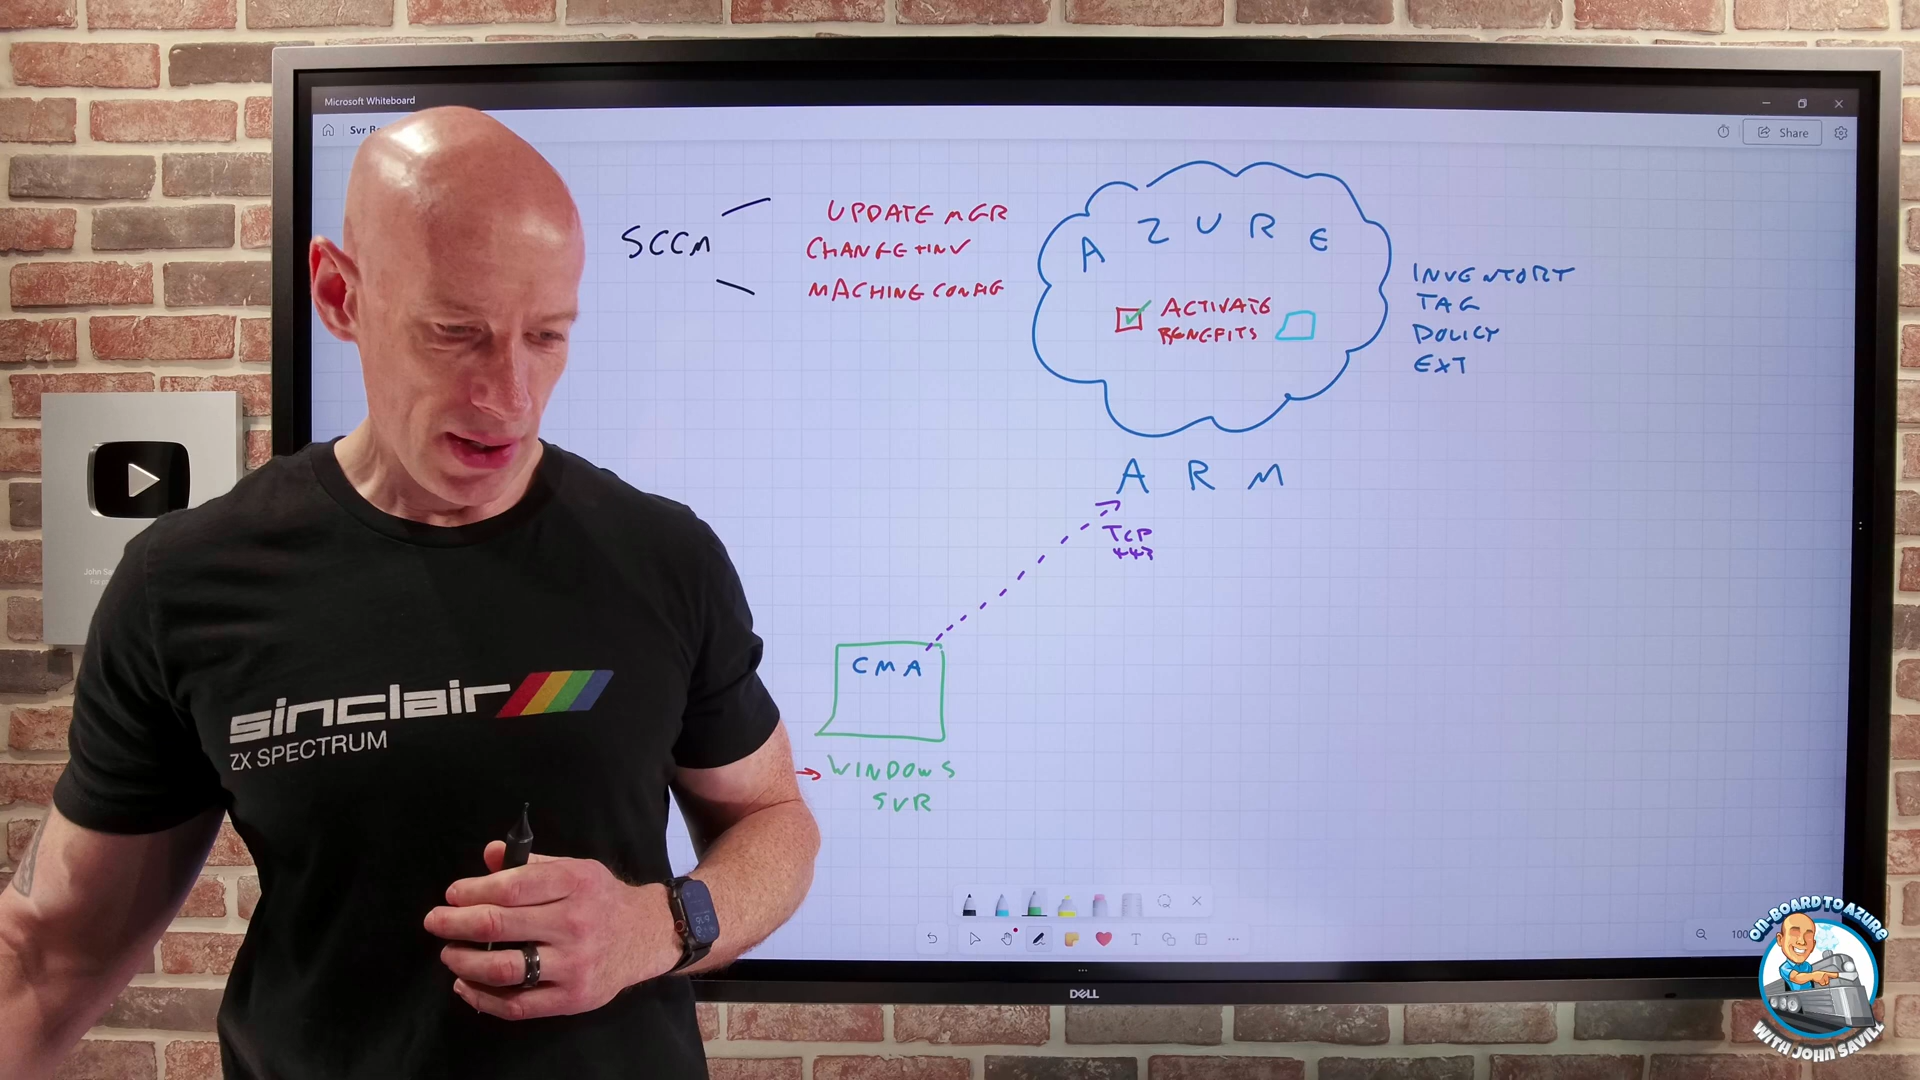 Microsoft Whiteboard
Svr
Share
SCCM
UPDATE MGR
CHANGE + INV
MACHINE CONFIG
AZURE
ACTIVATE
BENEFITS
INVENTORY
TAG
POLICY
EXT
ARM
TCP
443
CMA
WINDOWS
SVR
sinclair
ZX SPECTRUM
DELL
ON-BOARD TO AZURE
WITH JOHN SAVILL